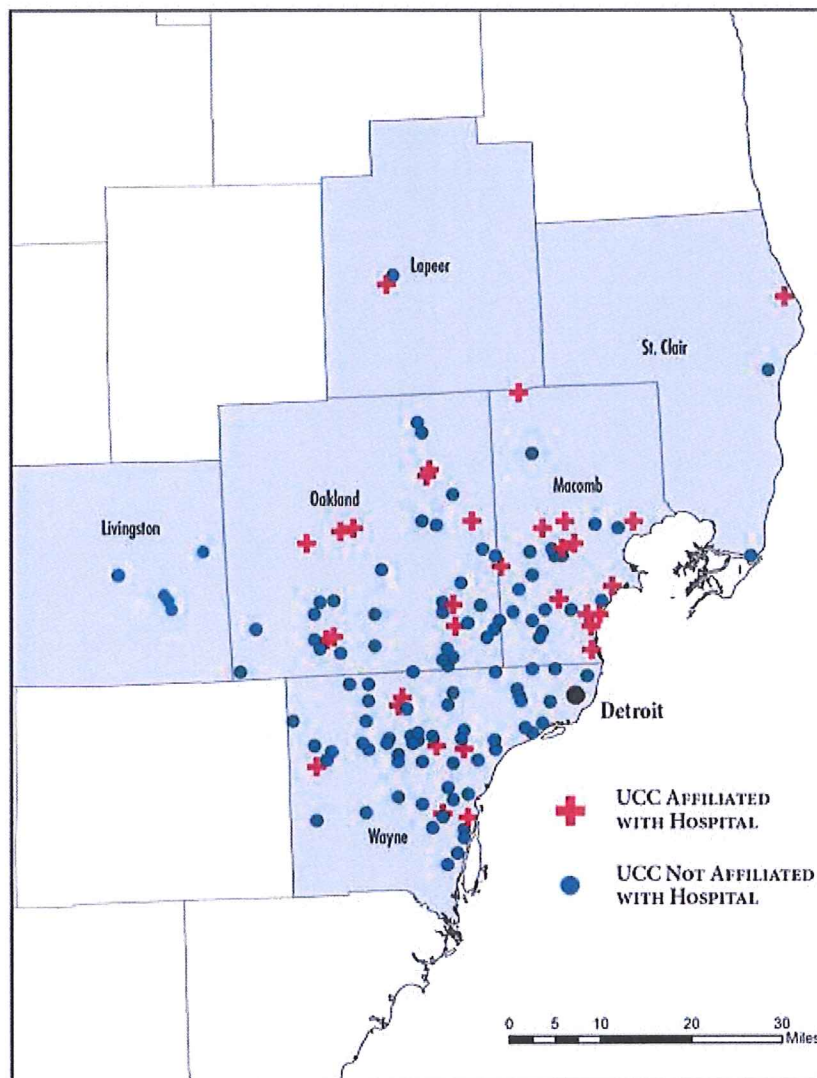 Lapeer
St. Clair
Oakland
Macomb
Livingston
Detroit
UCC AFFILIATED
WITH HOSPITAL
Wayne
UCC NOT AFFILIATED
WITH HOSPITAL
0 5 10 20 30
Miles